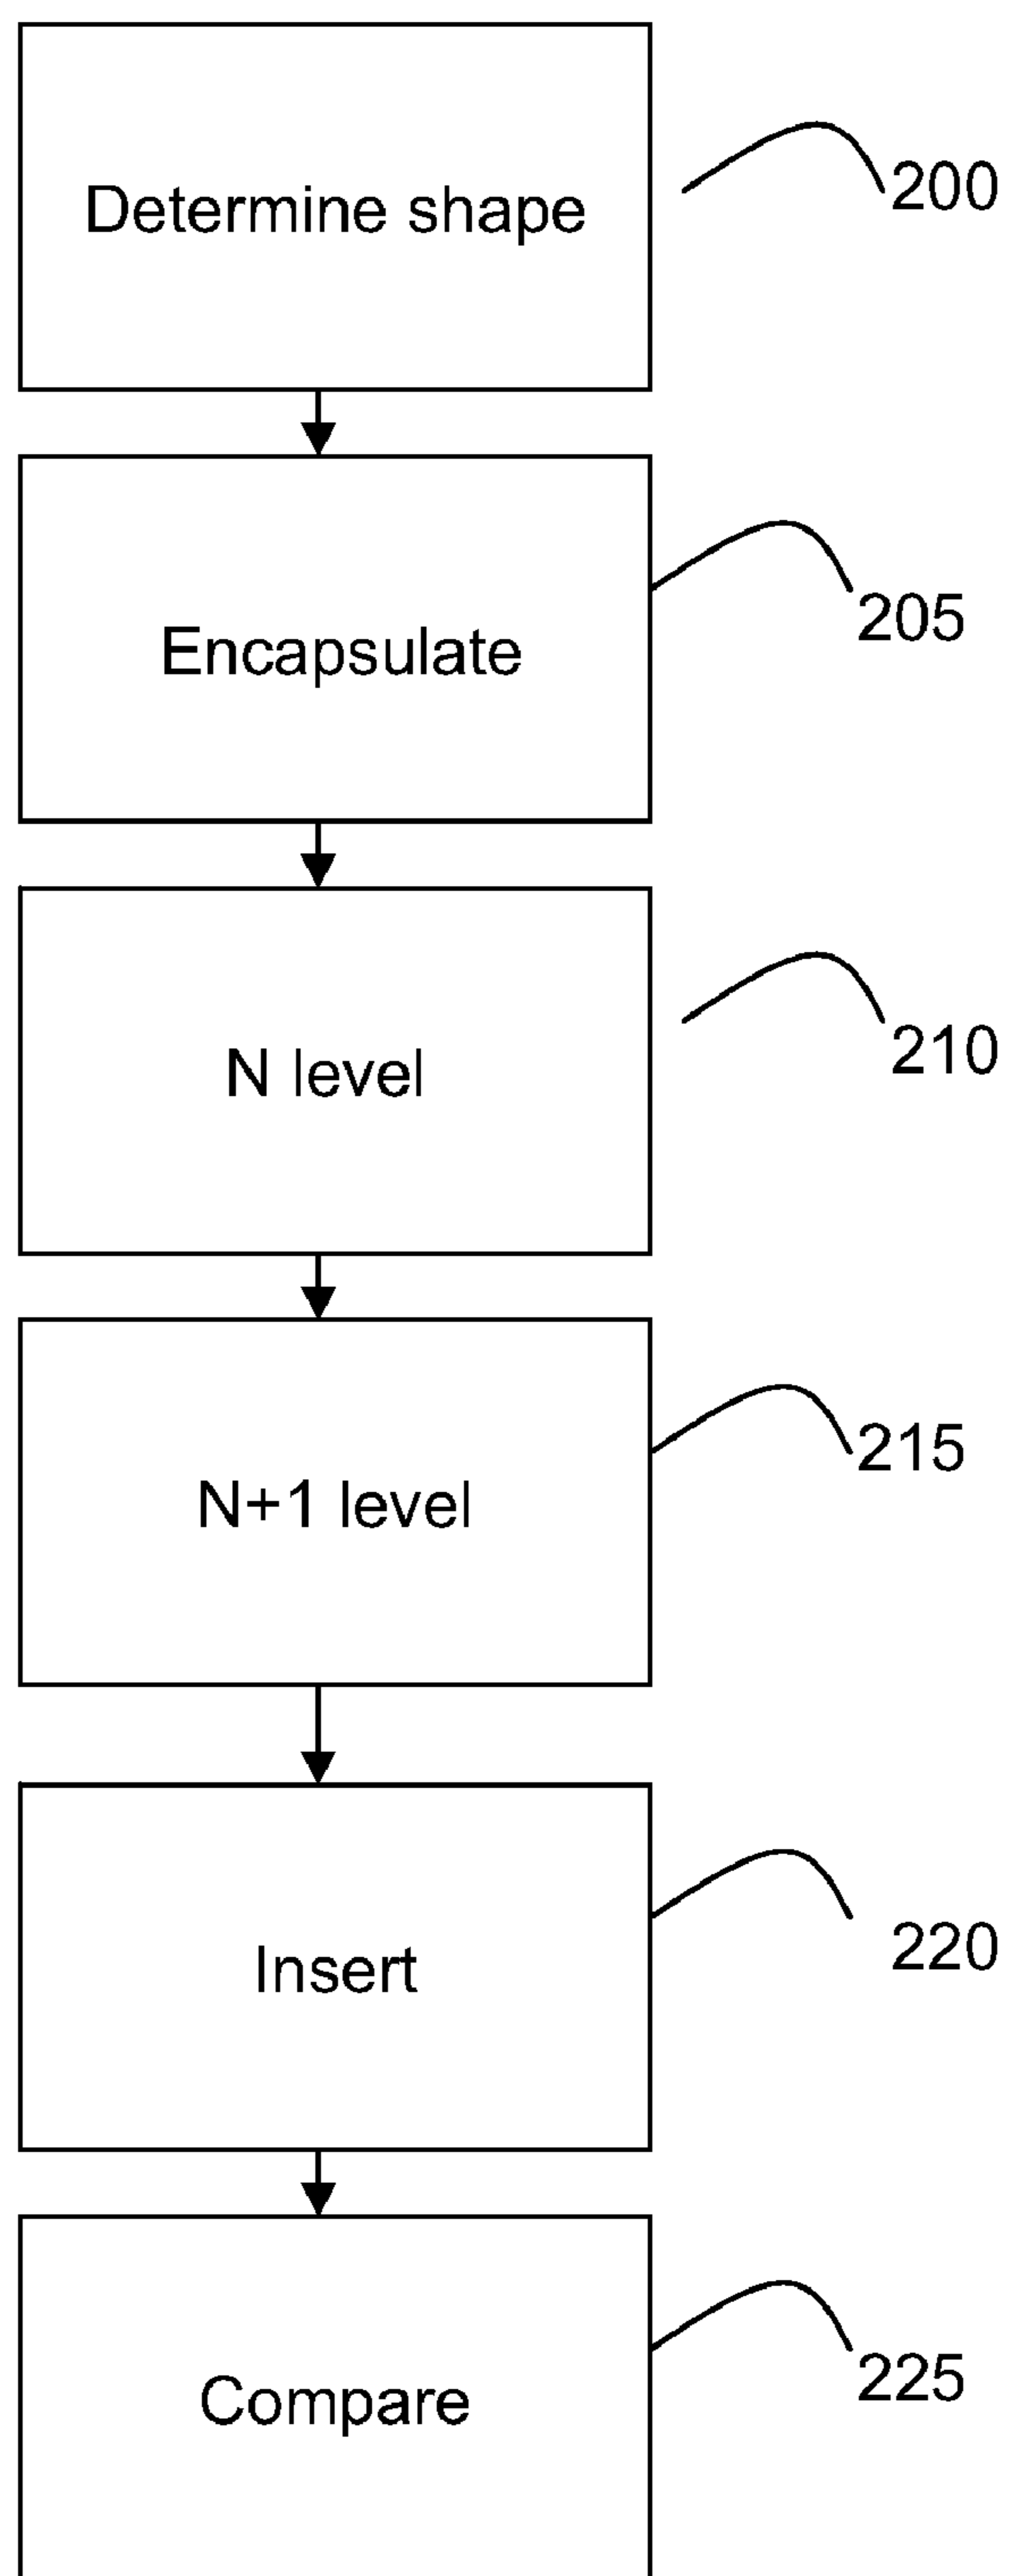 Determine shape
200
Encapsulate
205
N level
210
N+1 level
215
Insert
220
Compare
225